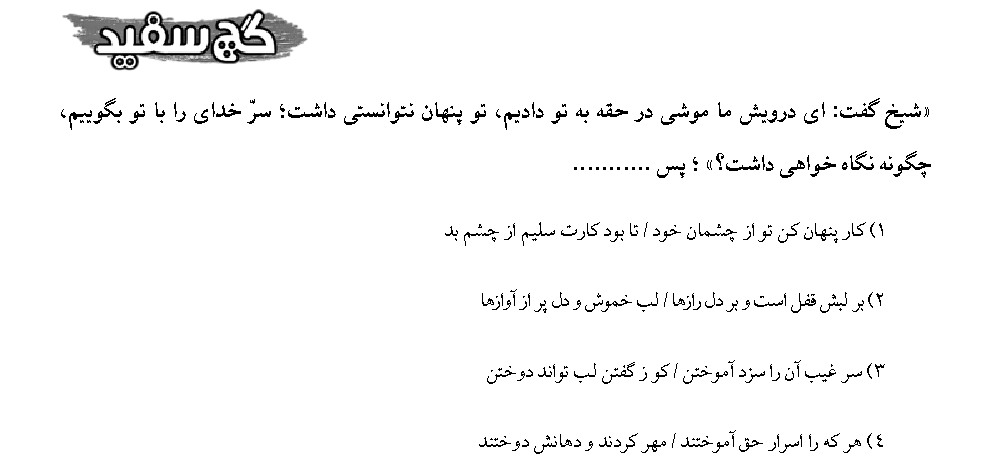 گچ سفید
«شیخ گفت: ای درویش ما موشی در حقه به تو دادیم، تو پنهان نتوانستی داشت؛ سرّ خدای را با تو بگوییم،
چگونه نگاه خواهی داشت؟» ؛ پس ...........
۱) کار پنهان کن تو از چشمان خود / تا بود کارت سلیم از چشم بد
۲) بر لبش قفل است و بر دل رازها / لب خموش و دل پر از آوازها
۳) سر غیب آن را سزد آموختن / کو ز گفتن لب تواند دوختن
٤) هر که را اسرار حق آموختند / مهر کردند و دهانش دوختند